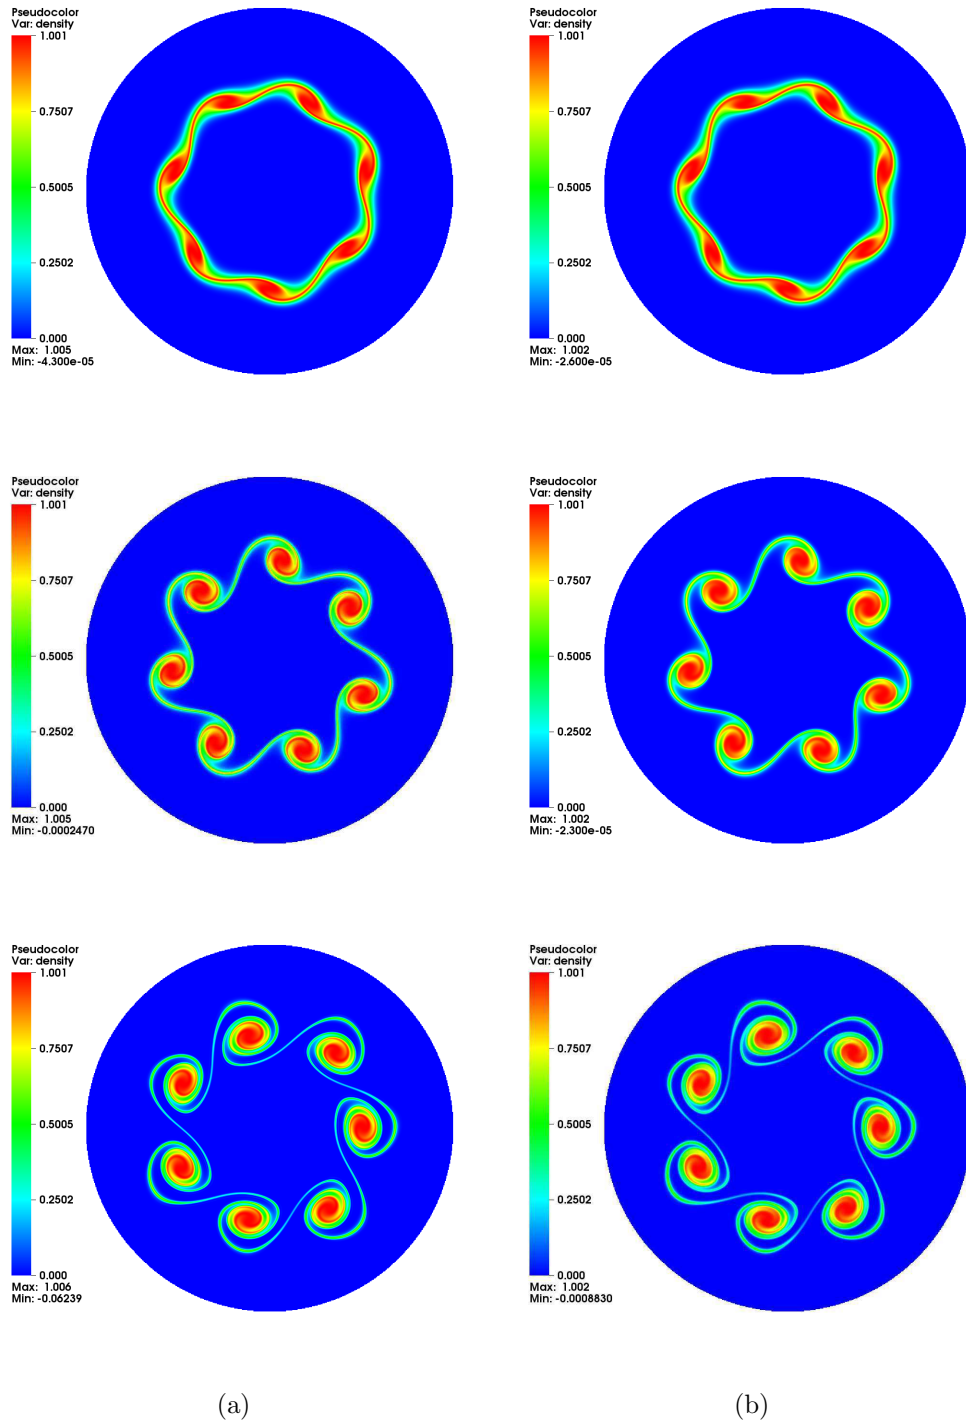 Pseudocolor
Var: density
1.001
0.7507
0.5005
0.2502
0.000
Max: 1.005
Min: -4.300e-05
Pseudocolor
Var: density
1.001
0.7507
0.5005
0.2502
0.000
Max: 1.002
Min: -2.600e-05
Pseudocolor
Var: density
1.001
0.7507
0.5005
0.2502
0.000
Max: 1.005
Min: -0.0002470
Pseudocolor
Var: density
1.001
0.7507
0.5005
0.2502
0.000
Max: 1.002
Min: -2.300e-05
Pseudocolor
Var: density
1.001
0.7507
0.5005
0.2502
0.000
Max: 1.006
Min: -0.06239
Pseudocolor
Var: density
1.001
0.7507
0.5005
0.2502
0.000
Max: 1.002
Min: -0.0008830
(a)
(b)